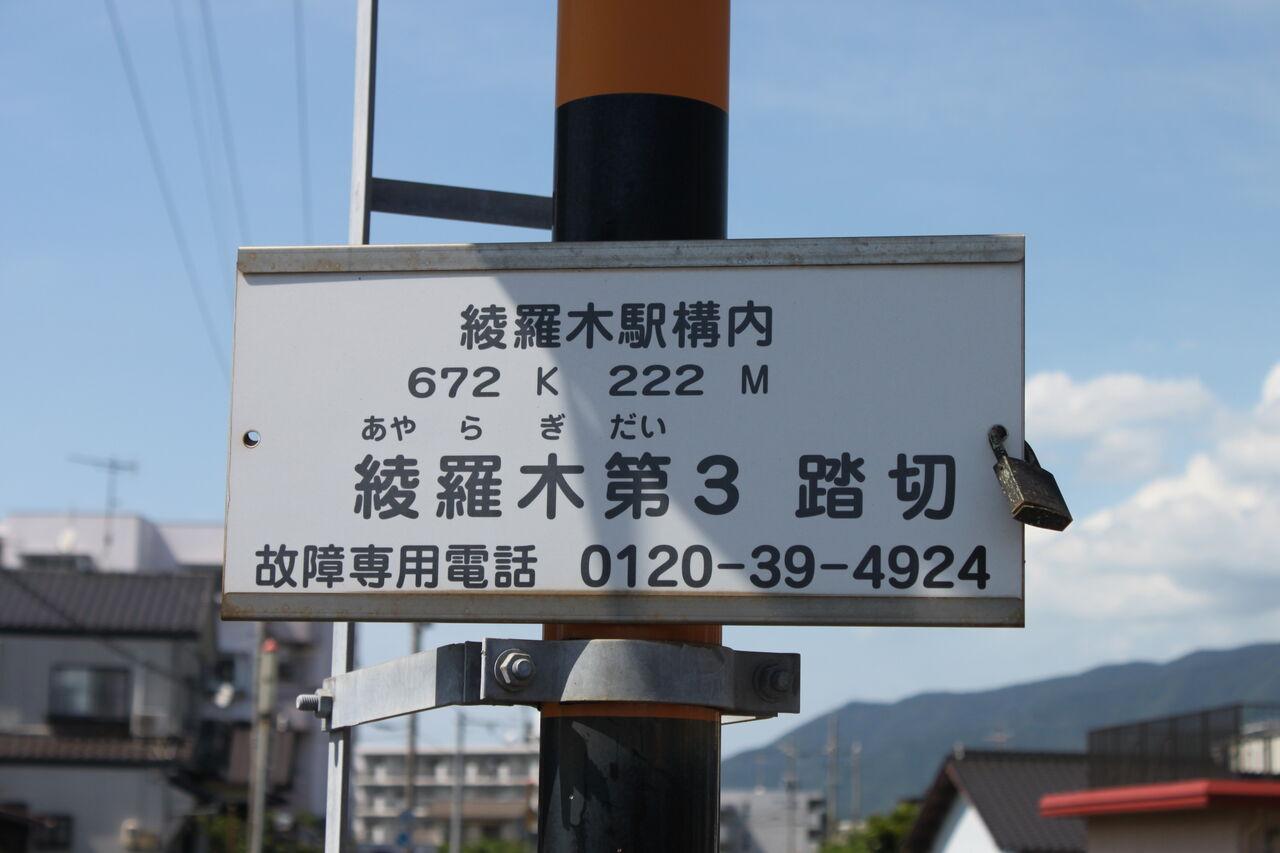 綾羅木駅構内
672 K 222 M
あや ら ぎ だい
綾羅木第3 踏切
故障専用電話 0120-39-4924